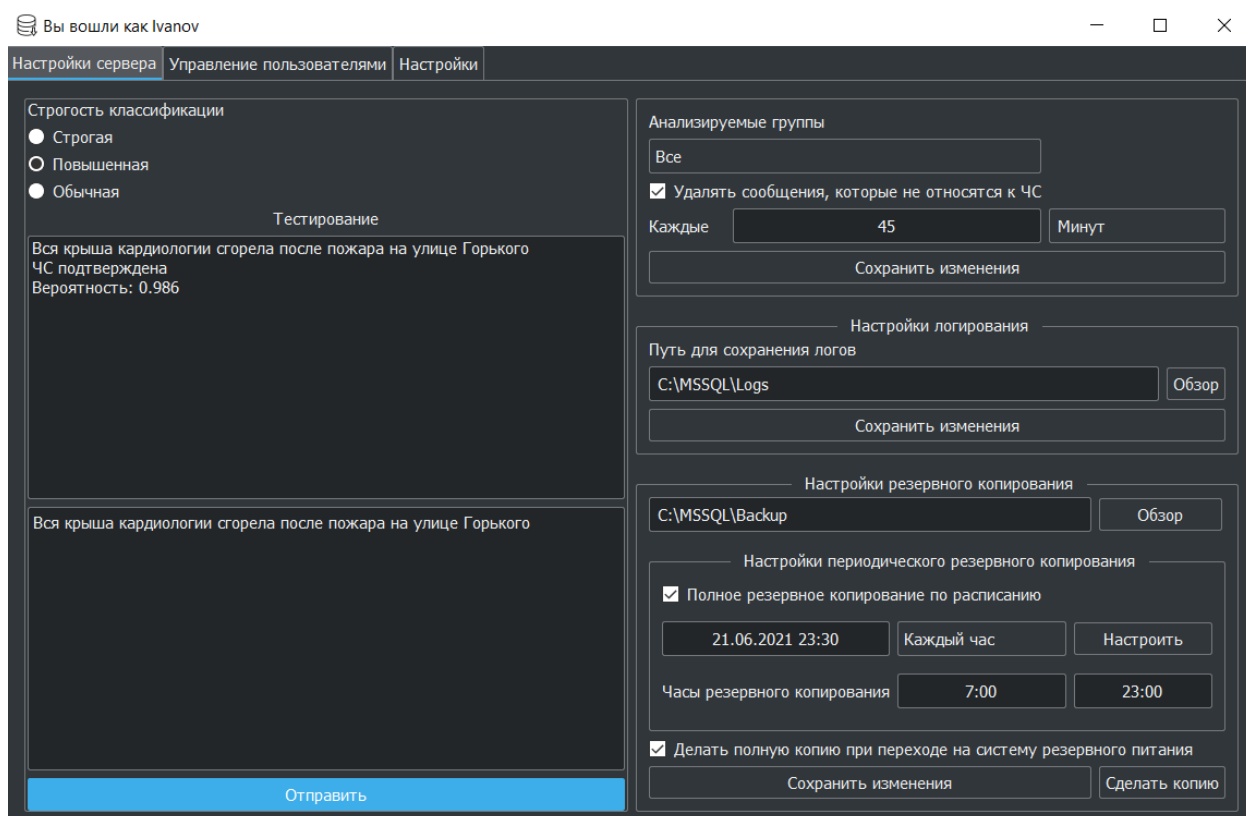 Вы вошли как Ivanov
Настройки сервера
Управление пользователями
Настройки
Строгость классификации
Строгая
Повышенная
Обычная
Тестирование
Вся крыша кардиологии сгорела после пожара на улице Горького
ЧС подтверждена
Вероятность: 0.986
Вся крыша кардиологии сгорела после пожара на улице Горького
Отправить
Анализируемые группы
Все
Удалять сообщения, которые не относятся к ЧС
Каждые 45 Минут
Сохранить изменения
Настройки логирования
Путь для сохранения логов
C:\MSSQL\Logs Обзор
Сохранить изменения
Настройки резервного копирования
C:\MSSQL\Backup Обзор
Настройки периодического резервного копирования
Полное резервное копирование по расписанию
21.06.2021 23:30 Каждый час Настроить
Часы резервного копирования 7:00 23:00
Делать полную копию при переходе на систему резервного питания
Сохранить изменения Сделать копию